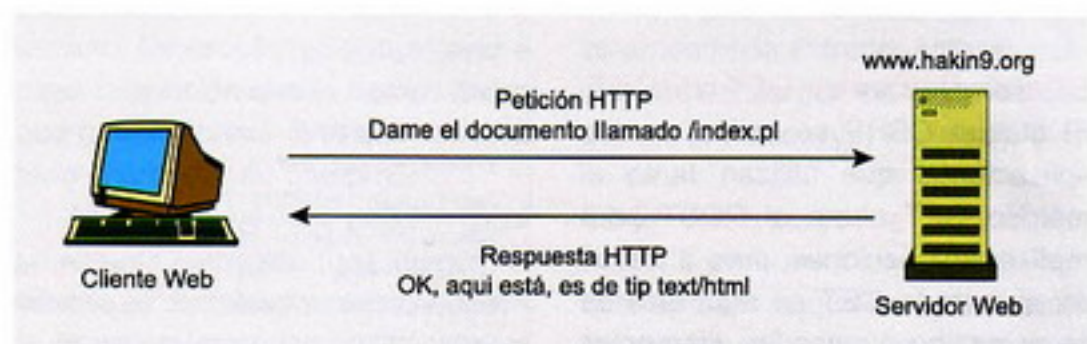 www.hakin9.org
Petición HTTP
Dame el documento llamado /index.pl
Respuesta HTTP
OK, aqui está, es de tip text/html
Cliente Web
Servidor Web